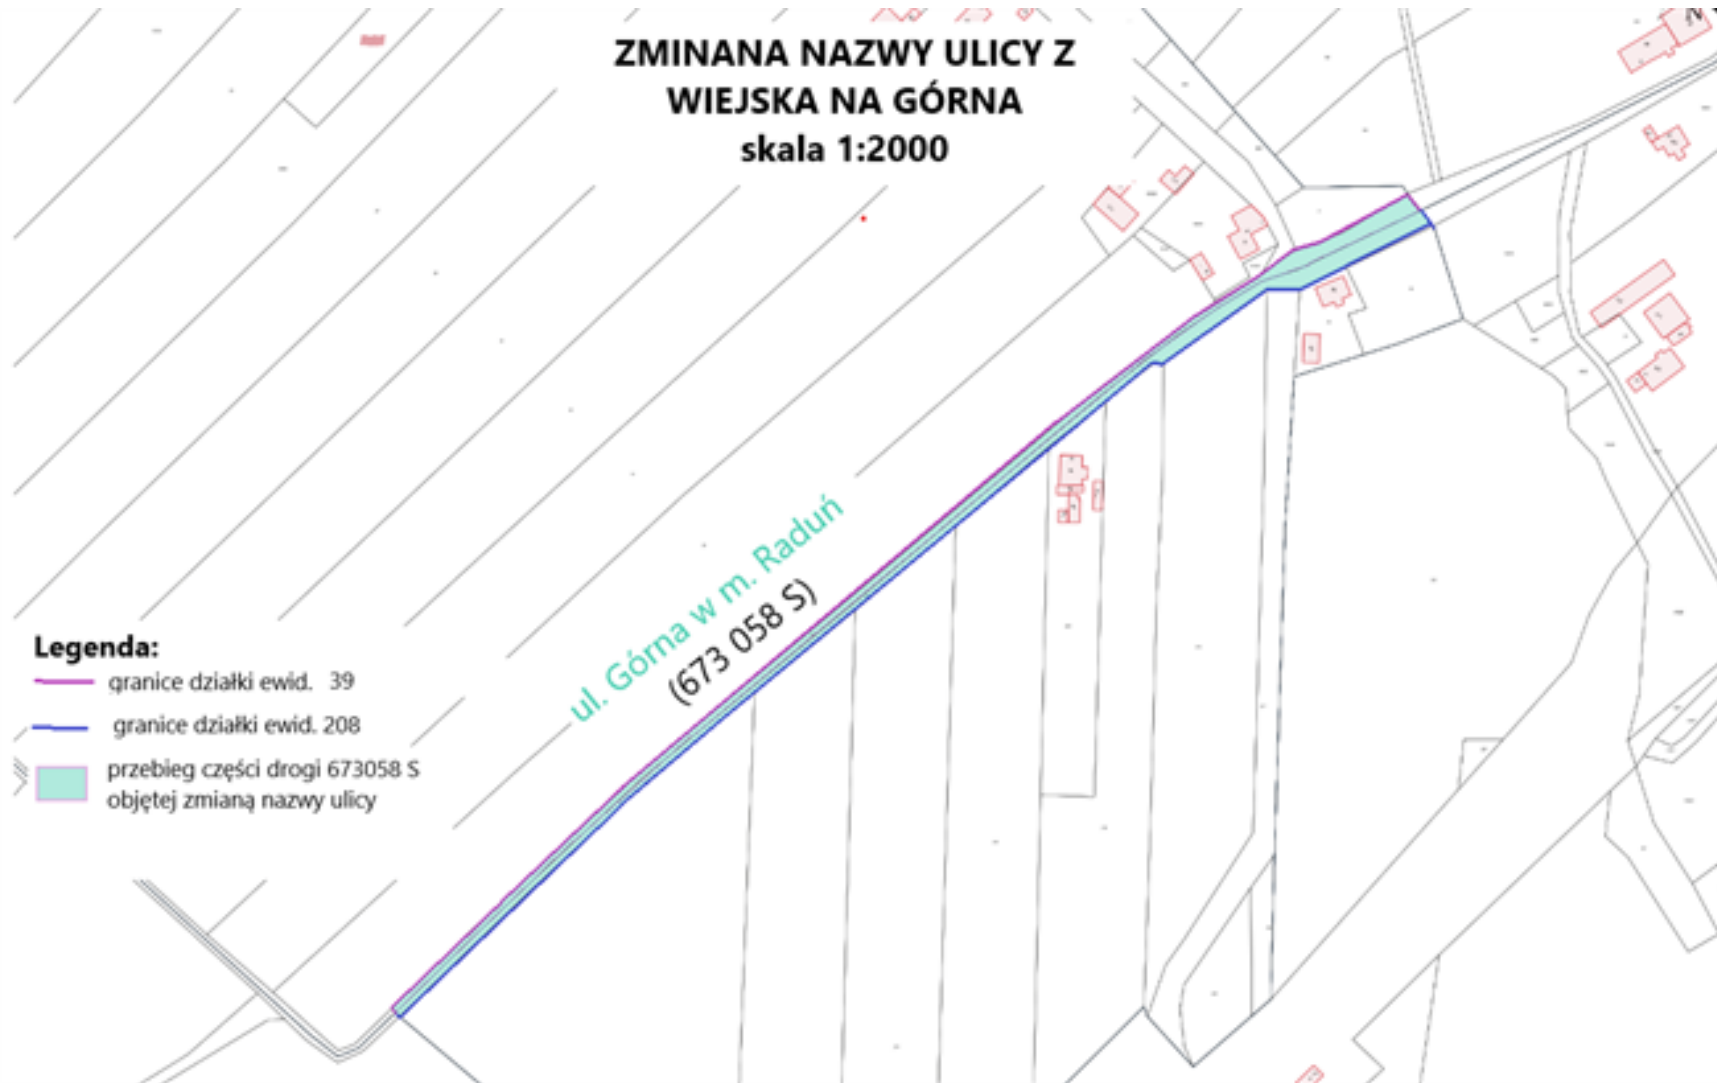 ZMINANA NAZWY ULICY Z
WIEJSKA NA GÓRNA
skala 1:2000
ul. Górna w m. Raduń
(673 058 S)
Legenda:
granice działki ewid. 39
granice działki ewid. 208
przebieg części drogi 673058 S
objętej zmianą nazwy ulicy